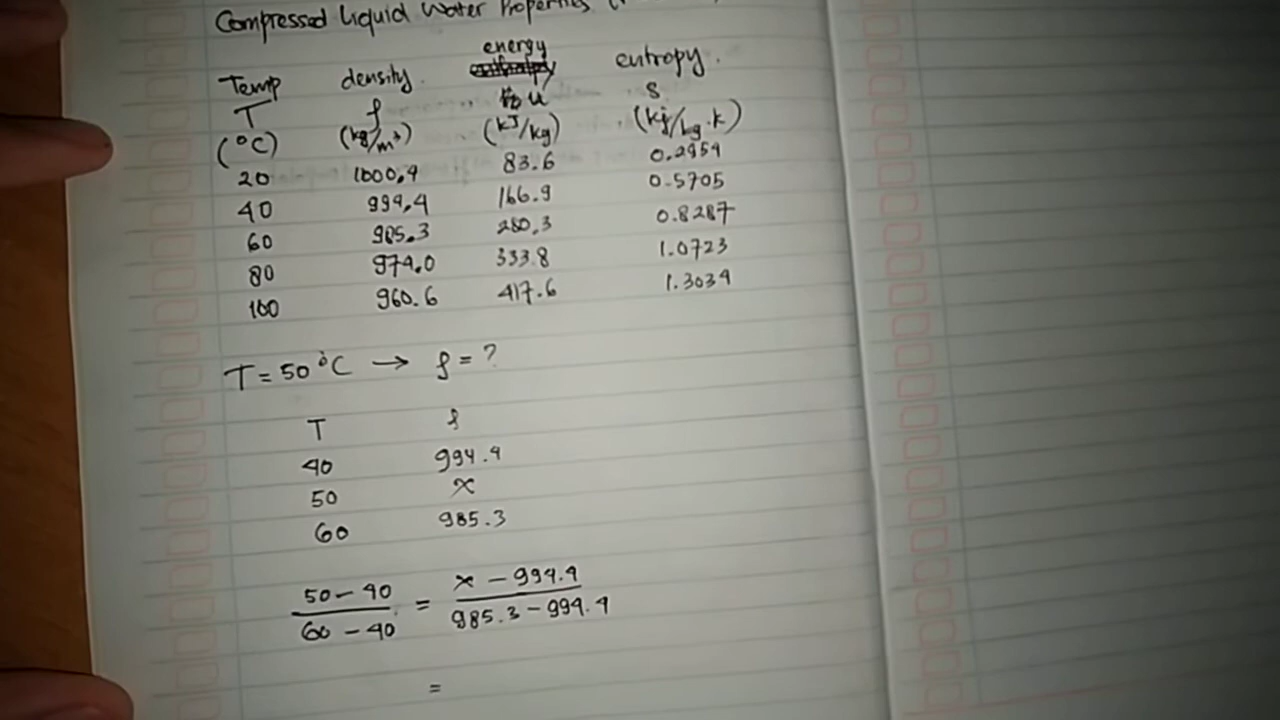 Compressed Liquid Water Properties (
Temp density energy entropy
T ρ u s
(°C) (kg/m³) (kJ/kg) (kj/kg.k)
20 1000,4 83.6 0.2954
40 994,4 166.9 0.5705
60 985.3 250.3 0.8287
80 974.0 333.8 1.0723
100 960.6 417.6 1.3034
T = 50°C → ρ = ?
T ρ
40 994.4
50 x
60 985.3
50 - 40 / 60 - 40 = x - 994.4 / 985.3 - 994.4
=